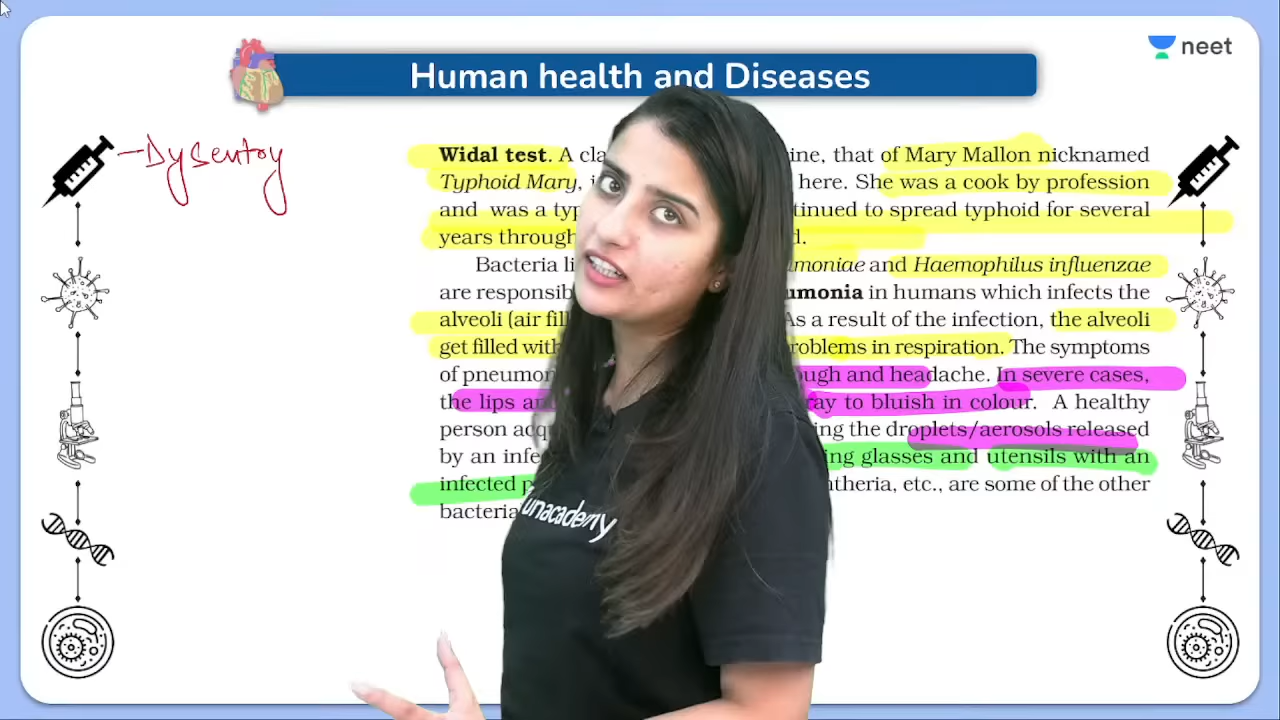 neet
Human health and Diseases
Dysentry
Widal test. A cla ine, that of Mary Mallon nicknamed
Typhoid Mary, i here. She was a cook by profession
and was a typ tinued to spread typhoid for several
years through d.
Bacteria li moniae and Haemophilus influenzae
are responsib umonia in humans which infects the
alveoli (air fill As a result of the infection, the alveoli
get filled with roblems in respiration. The symptoms
of pneumon ough and headache. In severe cases,
the lips an ray to bluish in colour. A healthy
person acq ing the droplets/aerosols released
by an infe ing glasses and utensils with an
infected p ntheria, etc., are some of the other
bacteria
unacademy